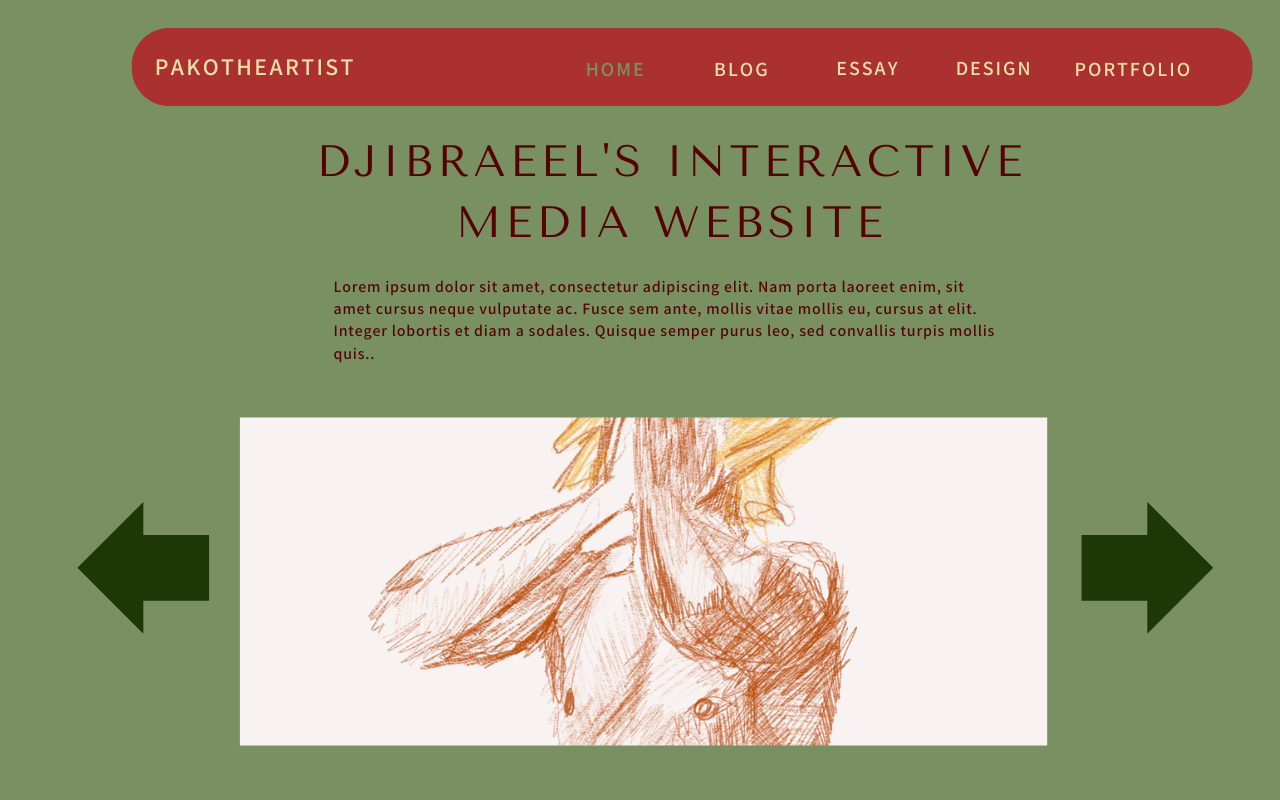 PAKOTHEARTIST HOME BLOG ESSAY DESIGN PORTFOLIO
DJIBRAEEL'S INTERACTIVE
MEDIA WEBSITE
Lorem ipsum dolor sit amet, consectetur adipiscing elit. Nam porta laoreet enim, sit
amet cursus neque vulputate ac. Fusce sem ante, mollis vitae mollis eu, cursus at elit.
Integer lobortis et diam a sodales. Quisque semper purus leo, sed convallis turpis mollis
quis..